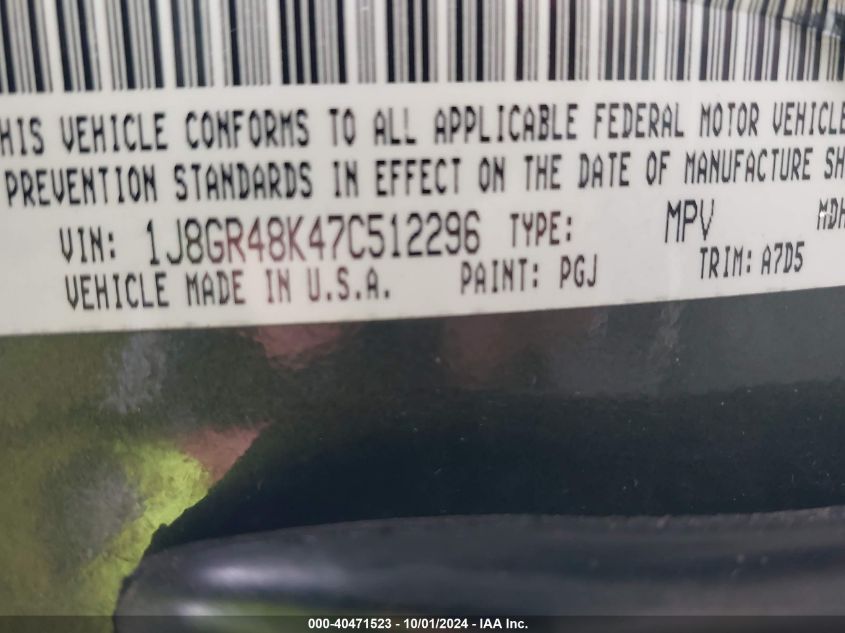 HIS VEHICLE CONFORMS TO ALL APPLICABLE FEDERAL MOTOR VEHICLE
PREVENTION STANDARDS IN EFFECT ON THE DATE OF MANUFACTURE SH
VIN: 1J8GR48K47C512296 TYPE: MPV MDH
VEHICLE MADE IN U.S.A. PAINT: PGJ TRIM: A7D5
000-40471523 - 10/01/2024 - IAA Inc.